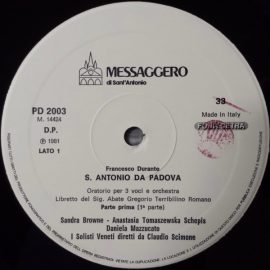 MESSAGGERO
di Sant'Antonio
PD 2003
M. 14424
D.P.
℗ 1981
LATO 1
33
Made in Italy
FONIT CETRA
Francesco Durante
S. ANTONIO DA PADOVA
Oratorio per 3 voci e orchestra
Libretto del Sig. Abate Gregorio Terribilino Romano
Parte prima (1ª parte)
Sandra Browne - Anastasia Tomaszewska Schepis
Daniela Mazzucato
I Solisti Veneti diretti da Claudio Scimone